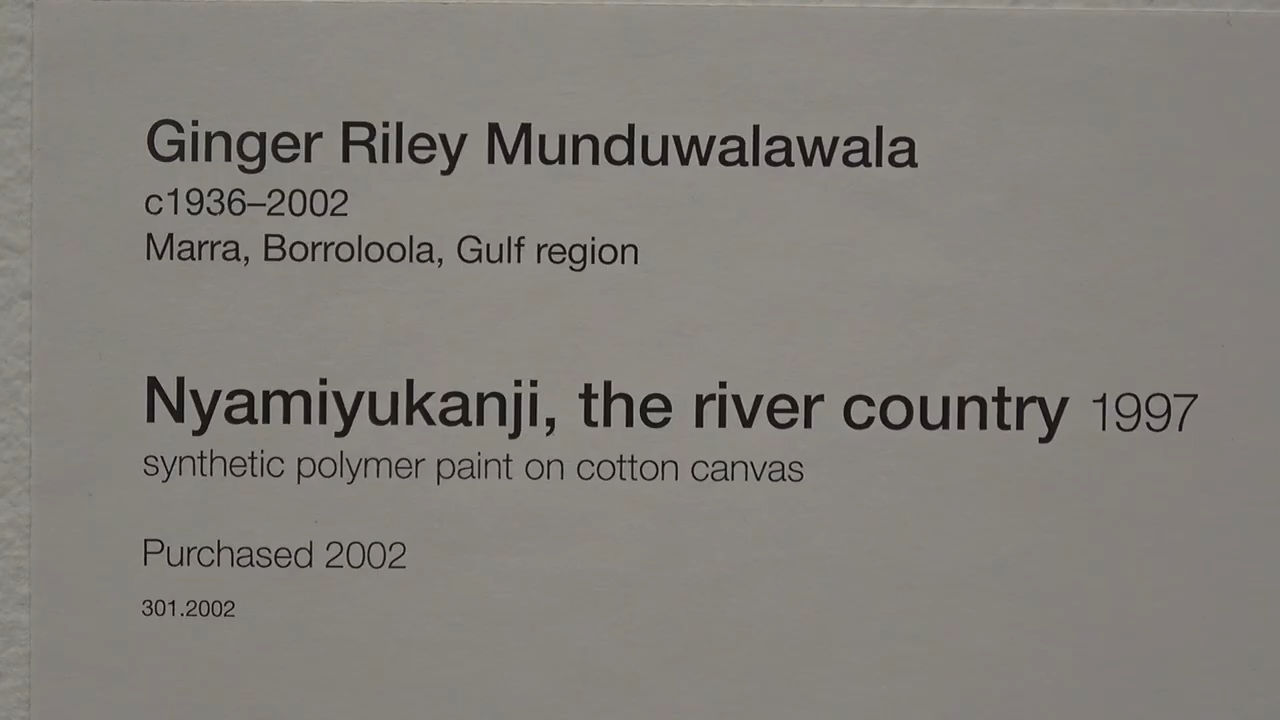 Ginger Riley Munduwalawala
c1936–2002
Marra, Borroloola, Gulf region
Nyamiyukanji, the river country 1997
synthetic polymer paint on cotton canvas
Purchased 2002
301.2002